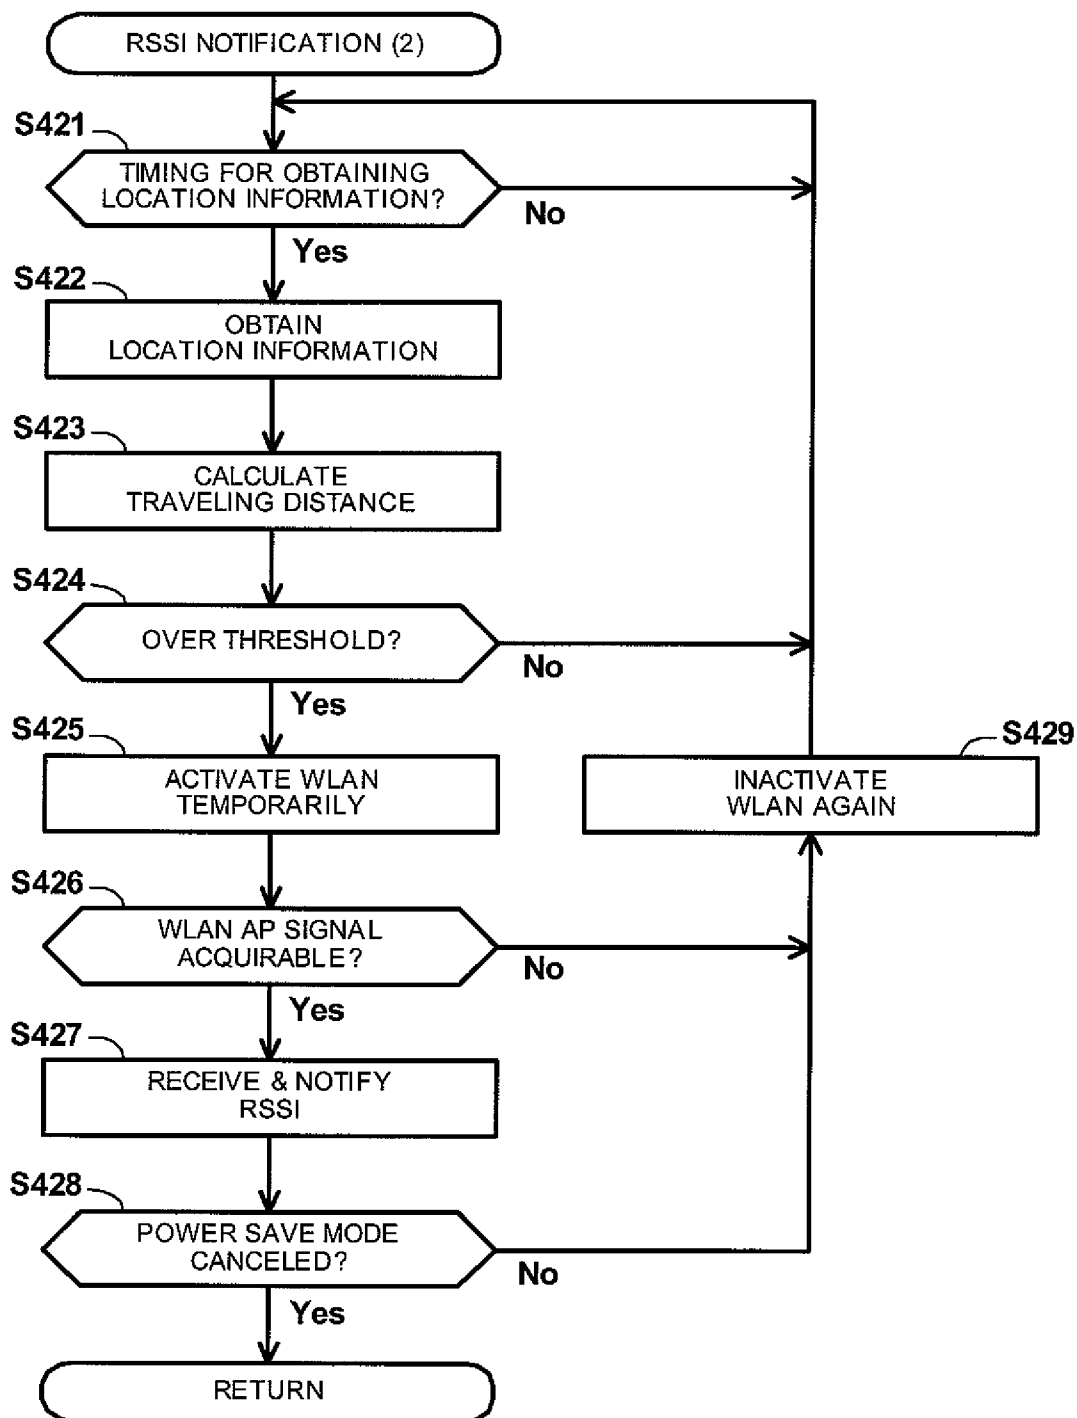 RSSI NOTIFICATION (2)
S421
TIMING FOR OBTAINING
LOCATION INFORMATION?
No
Yes
S422
OBTAIN
LOCATION INFORMATION
S423
CALCULATE
TRAVELING DISTANCE
S424
OVER THRESHOLD?
No
Yes
S425
ACTIVATE WLAN
TEMPORARILY
S429
INACTIVATE
WLAN AGAIN
S426
WLAN AP SIGNAL
ACQUIRABLE?
No
Yes
S427
RECEIVE & NOTIFY
RSSI
S428
POWER SAVE MODE
CANCELED?
No
Yes
RETURN